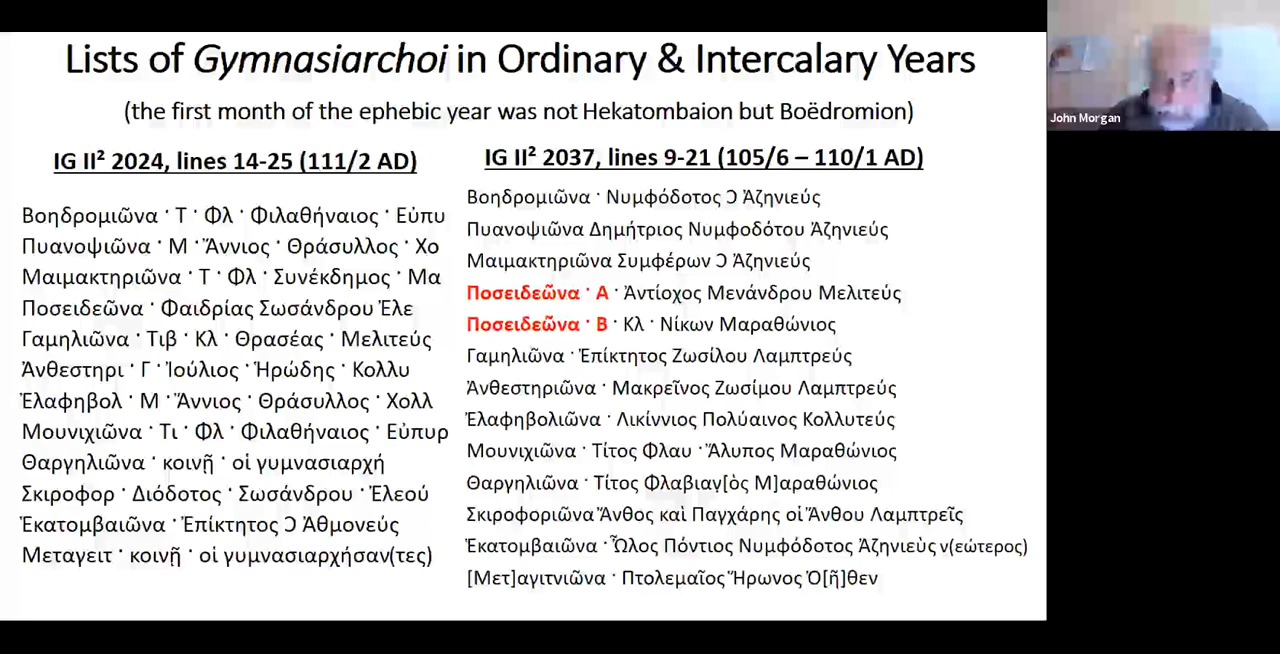 Lists of Gymnasiarchoi in Ordinary & Intercalary Years
(the first month of the ephebic year was not Hekatombaion but Boëdromion)
IG II² 2024, lines 14-25 (111/2 AD)
Βοηδρομιῶνα · Τ · Φλ · Φιλαθήναιος · Εὐπυ
Πυανοψιῶνα · Μ · Ἄννιος · Θράσυλλος · Χο
Μαιμακτηριῶνα · Τ · Φλ · Συνέκδημος · Μα
Ποσειδεῶνα · Φαιδρίας Σωσάνδρου Ἐλε
Γαμηλιῶνα · Τιβ · Κλ · Θρασέας · Μελιτεύς
Ἀνθεστηρι · Γ · Ἰούλιος · Ἡρώδης · Κολλυ
Ἐλαφηβολ · Μ · Ἄννιος · Θράσυλλος · Χολλ
Μουνιχιῶνα · Τι · Φλ · Φιλαθήναιος · Εὐπυρ
Θαργηλιῶνα · κοινῇ · οἱ γυμνασιαρχή
Σκιροφορ · Διόδοτος · Σωσάνδρου · Ἐλεού
Ἑκατομβαιῶνα · Ἐπίκτητος Ͻ Ἀθμονεύς
Μεταγειτ · κοινῇ · οἱ γυμνασιαρχήσαν(τες)
IG II² 2037, lines 9-21 (105/6 – 110/1 AD)
Βοηδρομιῶνα · Νυμφόδοτος Ͻ Ἀζηνιεύς
Πυανοψιῶνα Δημήτριος Νυμφοδότου Ἀζηνιεύς
Μαιμακτηριῶνα Συμφέρων Ͻ Ἀζηνιεύς
Ποσειδεῶνα · Α · Ἀντίοχος Μενάνδρου Μελιτεύς
Ποσειδεῶνα · Β · Κλ · Νίκων Μαραθώνιος
Γαμηλιῶνα · Ἐπίκτητος Ζωσίλου Λαμπτρεύς
Ἀνθεστηριῶνα · Μακρεῖνος Ζωσίμου Λαμπτρεύς
Ἐλαφηβολιῶνα · Λικίννιος Πολύαινος Κολλυτεύς
Μουνιχιῶνα · Τίτος Φλαυ · Ἄλυπος Μαραθώνιος
Θαργηλιῶνα · Τίτος Φλαβιαν[ὸς Μ]αραθώνιος
Σκιροφοριῶνα Ἄνθος καὶ Παγχάρης οἱ Ἄνθου Λαμπτρεῖς
Ἑκατομβαιῶνα · Ὦλος Πόντιος Νυμφόδοτος Ἀζηνιεὺς ν(εώτερος)
[Μετ]αγιτνιῶνα · Πτολεμαῖος Ἥρωνος Ὀ[ῆ]θεν
John Morgan